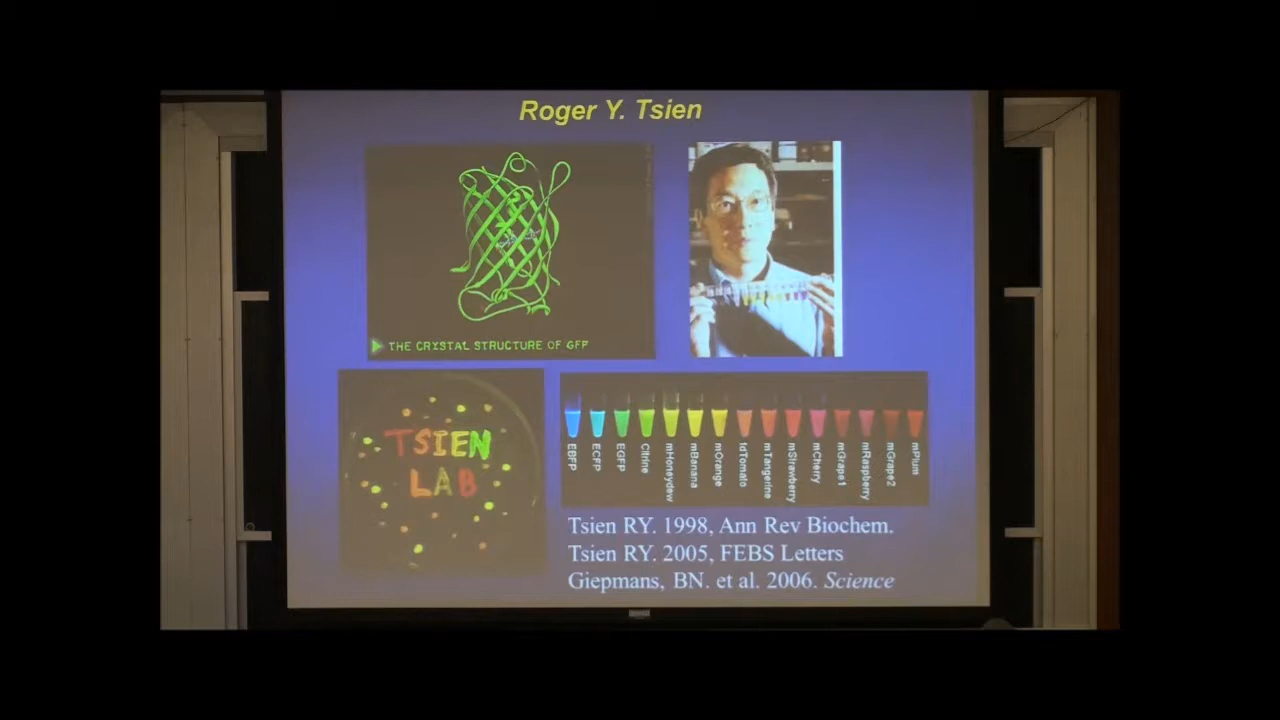 Roger Y. Tsien
THE CRYSTAL STRUCTURE OF GFP
TSIEN
LAB
EBFP
ECFP
EGFP
Citrine
mHoneydew
mBanana
mOrange
tdTomato
mTangerine
mStrawberry
mCherry
mGrape1
mRaspberry
mGrape2
mPlum
Tsien RY. 1998, Ann Rev Biochem.
Tsien RY. 2005, FEBS Letters
Giepmans, BN. et al. 2006. Science